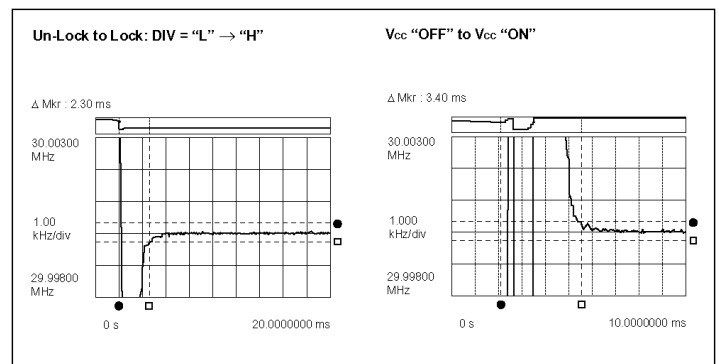 Un-Lock to Lock: DIV = “L” → “H”
Δ Mkr : 2.30 ms
30.00300
MHz
1.00
kHz/div
29.99800
MHz
0 s
20.0000000 ms
Vcc “OFF” to Vcc “ON”
Δ Mkr : 3.40 ms
30.00300
MHz
1.000
kHz/div
29.99800
MHz
0 s
10.0000000 ms